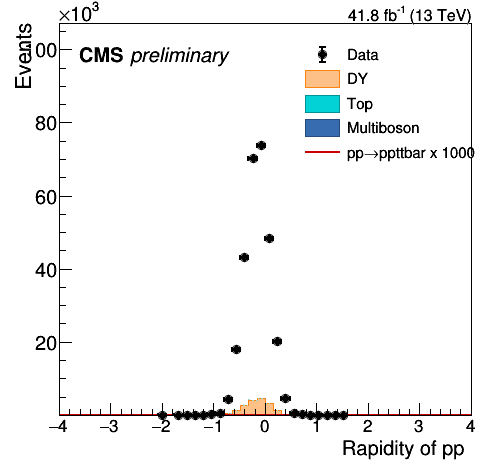 ×10³
41.8 fb⁻¹ (13 TeV)
Events
CMS preliminary
Data
DY
Top
Multiboson
pp→ppttbar x 1000
00
80
60
40
20
−4 −3 −2 −1 0 1 2 3 4
Rapidity of pp